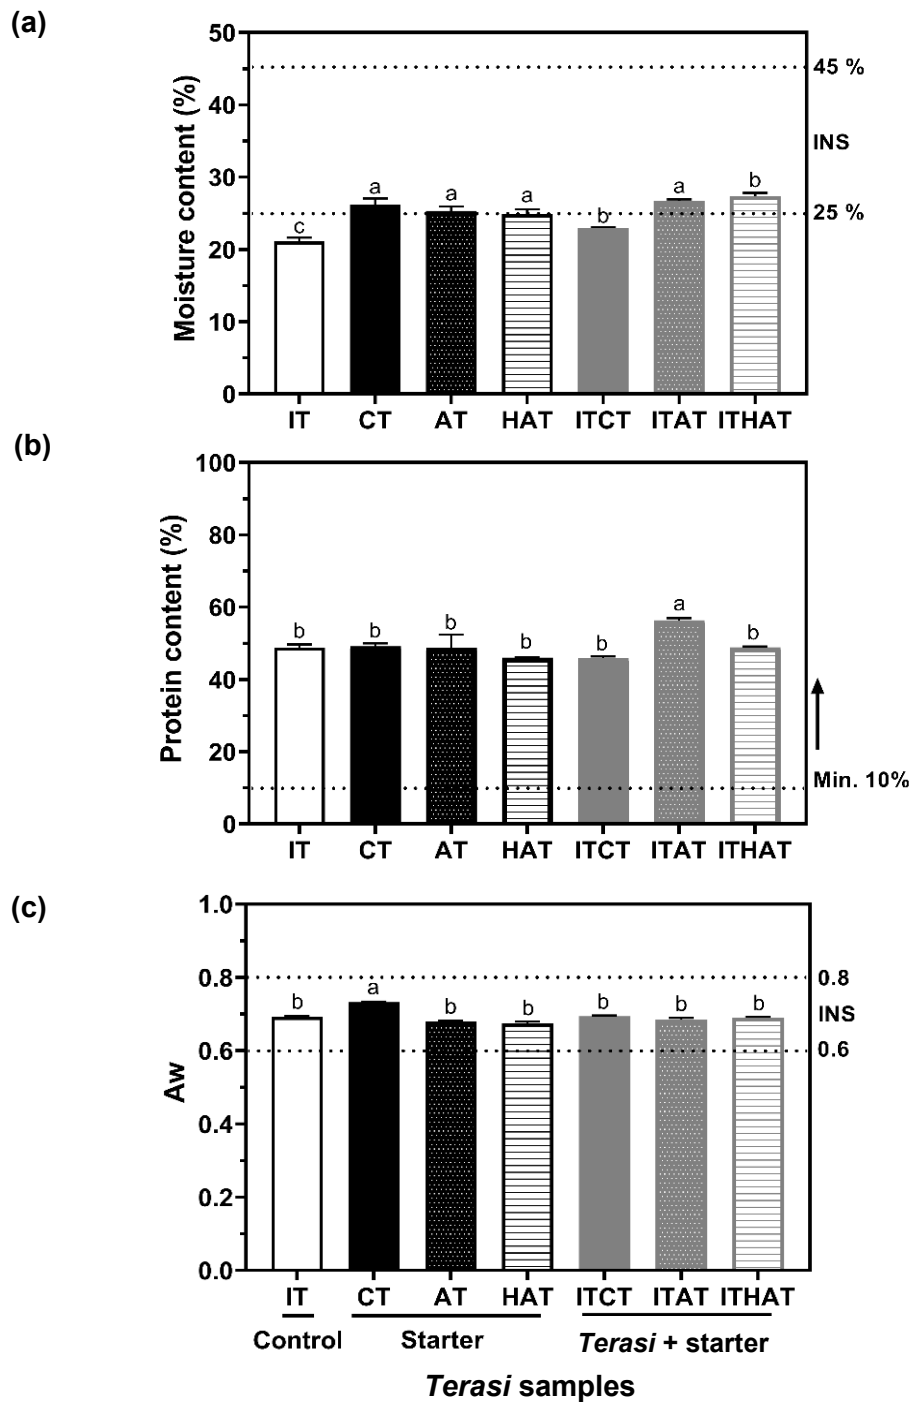 (a)
Moisture content (%)
50
40
30
20
10
0
45 %
INS
25 %
c
a
a
a
b
a
b
IT CT AT HAT ITCT ITAT ITHAT
(b)
Protein content (%)
100
80
60
40
20
0
b
b
b
b
b
a
b
Min. 10%
IT CT AT HAT ITCT ITAT ITHAT
(c)
Aw
1.0
0.8
0.6
0.4
0.2
0.0
0.8
INS
0.6
b
a
b
b
b
b
b
IT CT AT HAT ITCT ITAT ITHAT
Control Starter Terasi + starter
Terasi samples